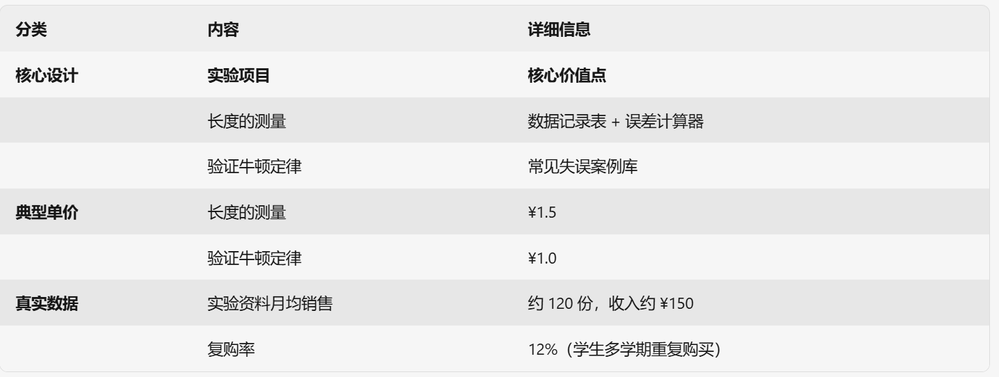 分类 内容 详细信息
核心设计 实验项目 核心价值点
长度的测量 数据记录表 + 误差计算器
验证牛顿定律 常见失误案例库
典型单价 长度的测量 ¥1.5
验证牛顿定律 ¥1.0
真实数据 实验资料月均销售 约 120 份，收入约 ¥150
复购率 12%（学生多学期重复购买）